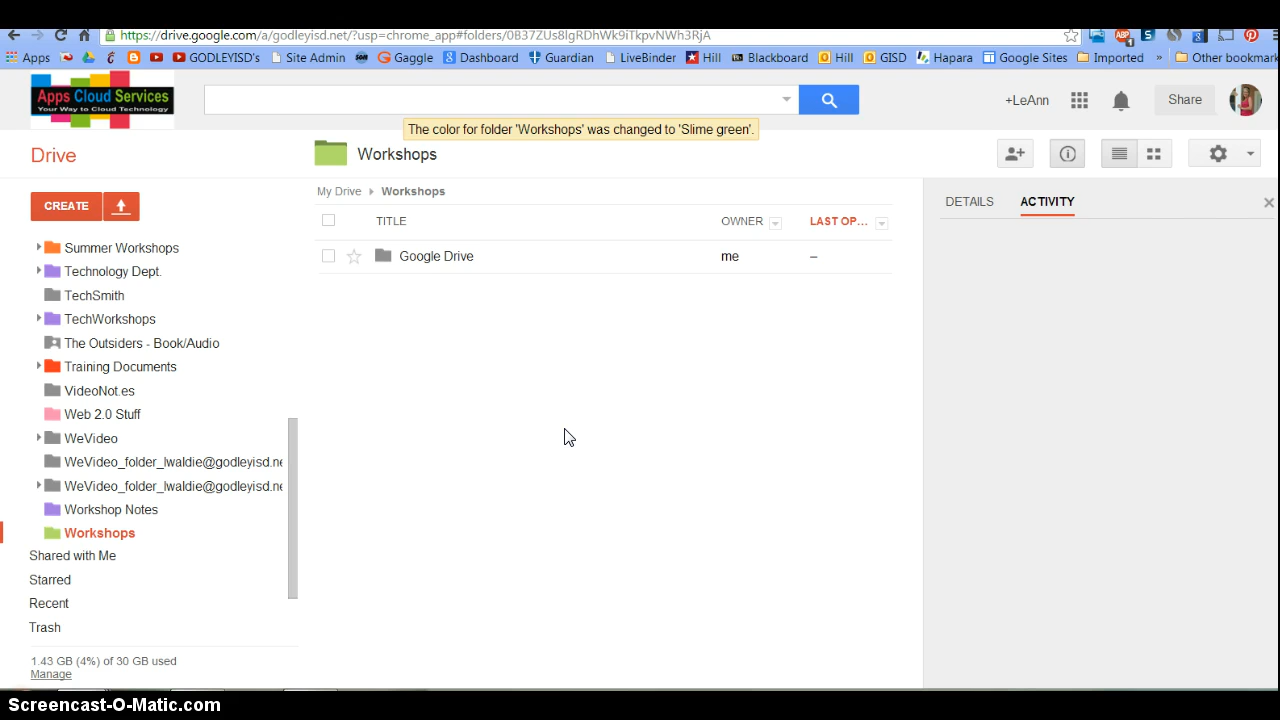 https://drive.google.com/a/godleyisd.net/?usp=chrome_app#folders/0B37ZUs8lgRDhWk9iTkpvNWh3RjA
Apps GODLEYISD's Site Admin Gaggle Dashboard Guardian LiveBinder Hill Blackboard Hill GISD Hapara Google Sites Imported » Other bookmark
Apps Cloud Services
Your Way to Cloud Technology
+LeAnn Share
The color for folder 'Workshops' was changed to 'Slime green'.
Drive
Workshops
CREATE
My Drive Workshops
TITLE OWNER LAST OP...
Google Drive me –
DETAILS ACTIVITY
Summer Workshops
Technology Dept.
TechSmith
TechWorkshops
The Outsiders - Book/Audio
Training Documents
VideoNot.es
Web 2.0 Stuff
WeVideo
WeVideo_folder_lwaldie@godleyisd.ne
WeVideo_folder_lwaldie@godleyisd.ne
Workshop Notes
Workshops
Shared with Me
Starred
Recent
Trash
1.43 GB (4%) of 30 GB used
Manage
Screencast-O-Matic.com